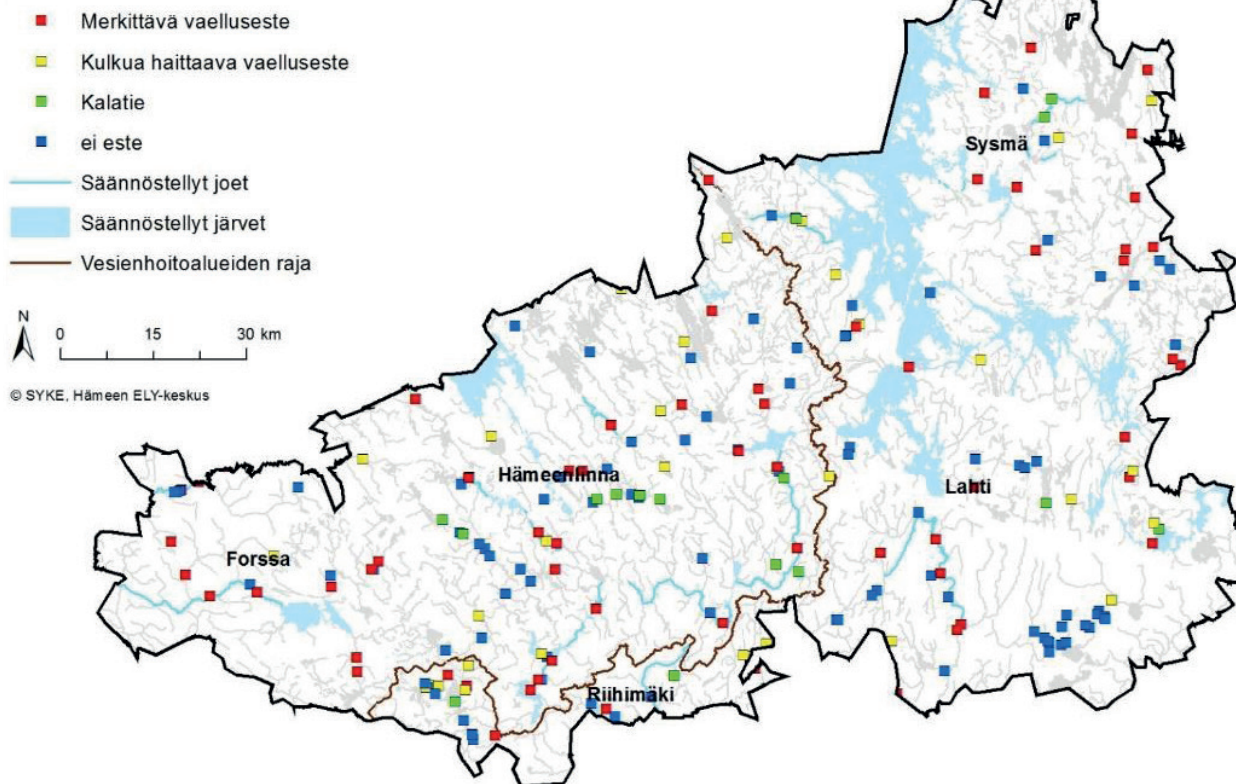 Merkittävä vaelluseste
Kulkua haittaava vaelluseste
Kalatie
ei este
Säännöstellyt joet
Säännöstellyt järvet
Vesienhoitoalueiden raja
N
0 15 30 km
© SYKE, Hämeen ELY-keskus
Sysmä
Hämeenlinna
Lahti
Forssa
Riihimäki